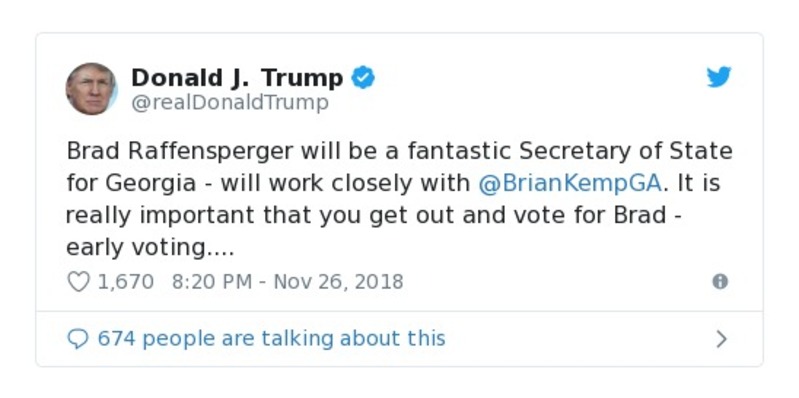 Donald J. Trump
@realDonaldTrump
Brad Raffensperger will be a fantastic Secretary of State
for Georgia - will work closely with @BrianKempGA. It is
really important that you get out and vote for Brad -
early voting....
1,670 8:20 PM - Nov 26, 2018
674 people are talking about this